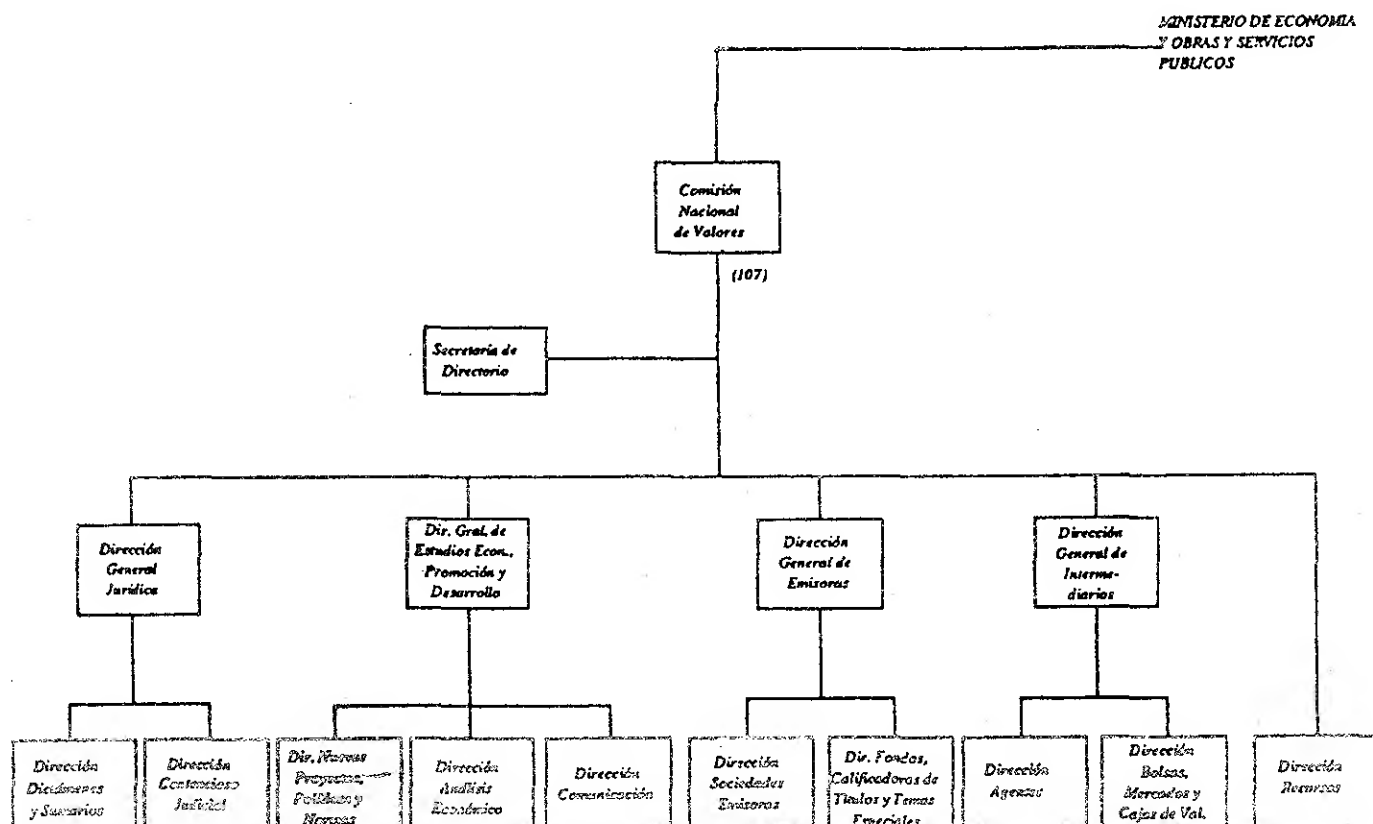 MINISTERIO DE ECONOMIA
Y OBRAS Y SERVICIOS
PUBLICOS
Comisión
Nacional
de Valores
(107)
Secretaría de
Directorio
Dirección
General
Jurídica
Dir. Gral. de
Estudios Econ.,
Promoción y
Desarrollo
Dirección
General de
Emisoras
Dirección
General de
Interme-
diarios
Dirección
Dictámenes
y Sumarios
Dirección
Contencioso
Judicial
Dir. Nuevos
Proyectos,
Políticas y
Normas
Dirección
Análisis
Económico
Dirección
Comunicación
Dirección
Sociedades
Emisoras
Dir. Fondos,
Calificadoras de
Títulos y Temas
Especiales
Dirección
Agentes
Dirección
Bolsas,
Mercados y
Cajas de Val.
Dirección
Recursos